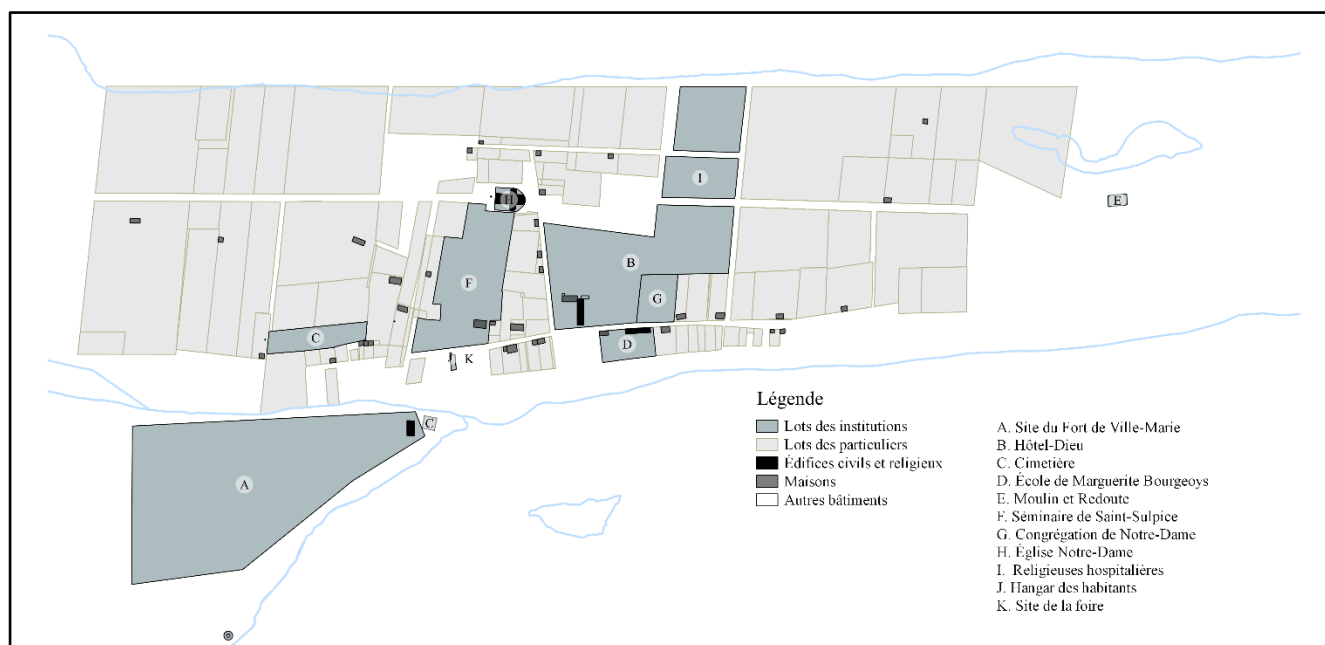 I
H
E
B
F
G
C
D
J
K
C
A
Légende
Lots des institutions
Lots des particuliers
Édifices civils et religieux
Maisons
Autres bâtiments
A. Site du Fort de Ville-Marie
B. Hôtel-Dieu
C. Cimetière
D. École de Marguerite Bourgeoys
E. Moulin et Redoute
F. Séminaire de Saint-Sulpice
G. Congrégation de Notre-Dame
H. Église Notre-Dame
I. Religieuses hospitalières
J. Hangar des habitants
K. Site de la foire